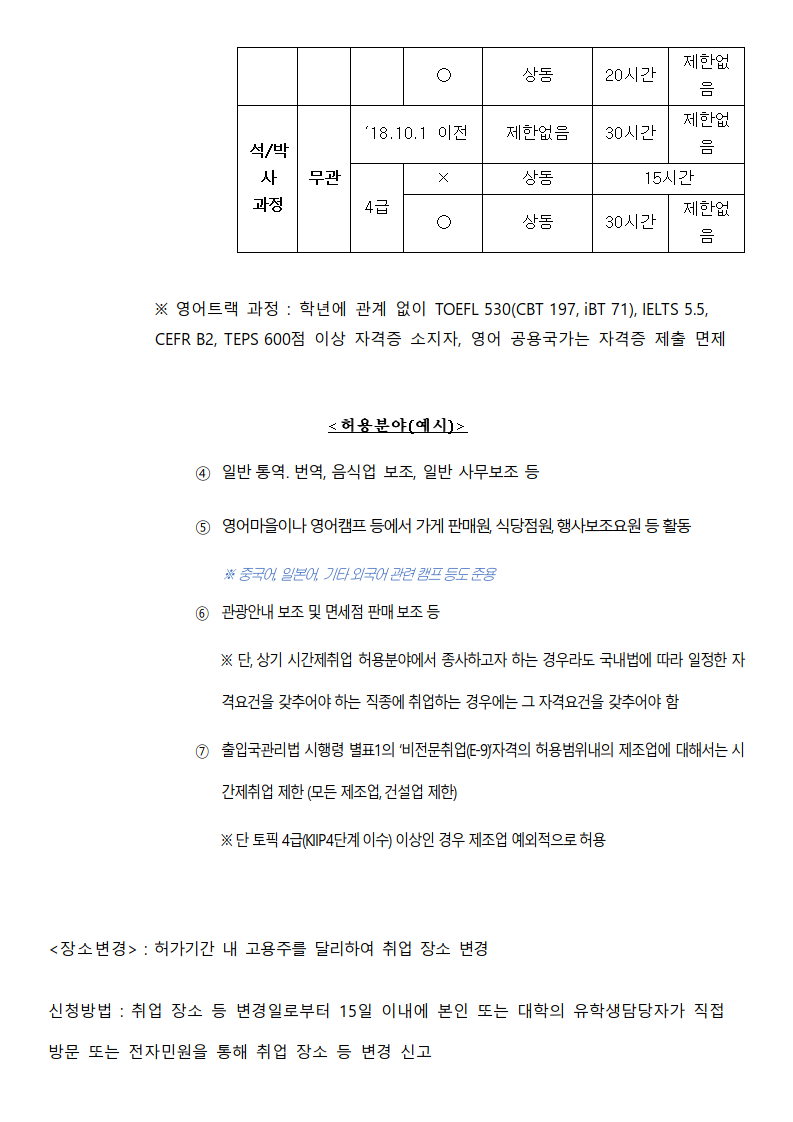 ○ 상동 20시간 제한없
음
석/박
사
과정
무관
‘18.10.1 이전 제한없음 30시간 제한없
음
4급
× 상동 15시간
○ 상동 30시간 제한없
음
※ 영어트랙 과정 : 학년에 관계 없이 TOEFL 530(CBT 197, iBT 71), IELTS 5.5,
CEFR B2, TEPS 600점 이상 자격증 소지자, 영어 공용국가는 자격증 제출 면제
<허용분야(예시)>
④ 일반 통역. 번역, 음식업 보조, 일반 사무보조 등
⑤ 영어마을이나 영어캠프 등에서 가게 판매원, 식당점원, 행사보조요원 등 활동
※ 중국어, 일본어, 기타 외국어 관련 캠프 등도 준용
⑥ 관광안내 보조 및 면세점 판매 보조 등
※ 단, 상기 시간제취업 허용분야에서 종사하고자 하는 경우라도 국내법에 따라 일정한 자
격요건을 갖추어야 하는 직종에 취업하는 경우에는 그 자격요건을 갖추어야 함
⑦ 출입국관리법 시행령 별표1의 ‘비전문취업(E-9)’자격의 허용범위내의 제조업에 대해서는 시
간제취업 제한 (모든 제조업, 건설업 제한)
※ 단 토픽 4급(KIIP4단계 이수) 이상인 경우 제조업 예외적으로 허용
<장소변경> : 허가기간 내 고용주를 달리하여 취업 장소 변경
신청방법 : 취업 장소 등 변경일로부터 15일 이내에 본인 또는 대학의 유학생담당자가 직접
방문 또는 전자민원을 통해 취업 장소 등 변경 신고